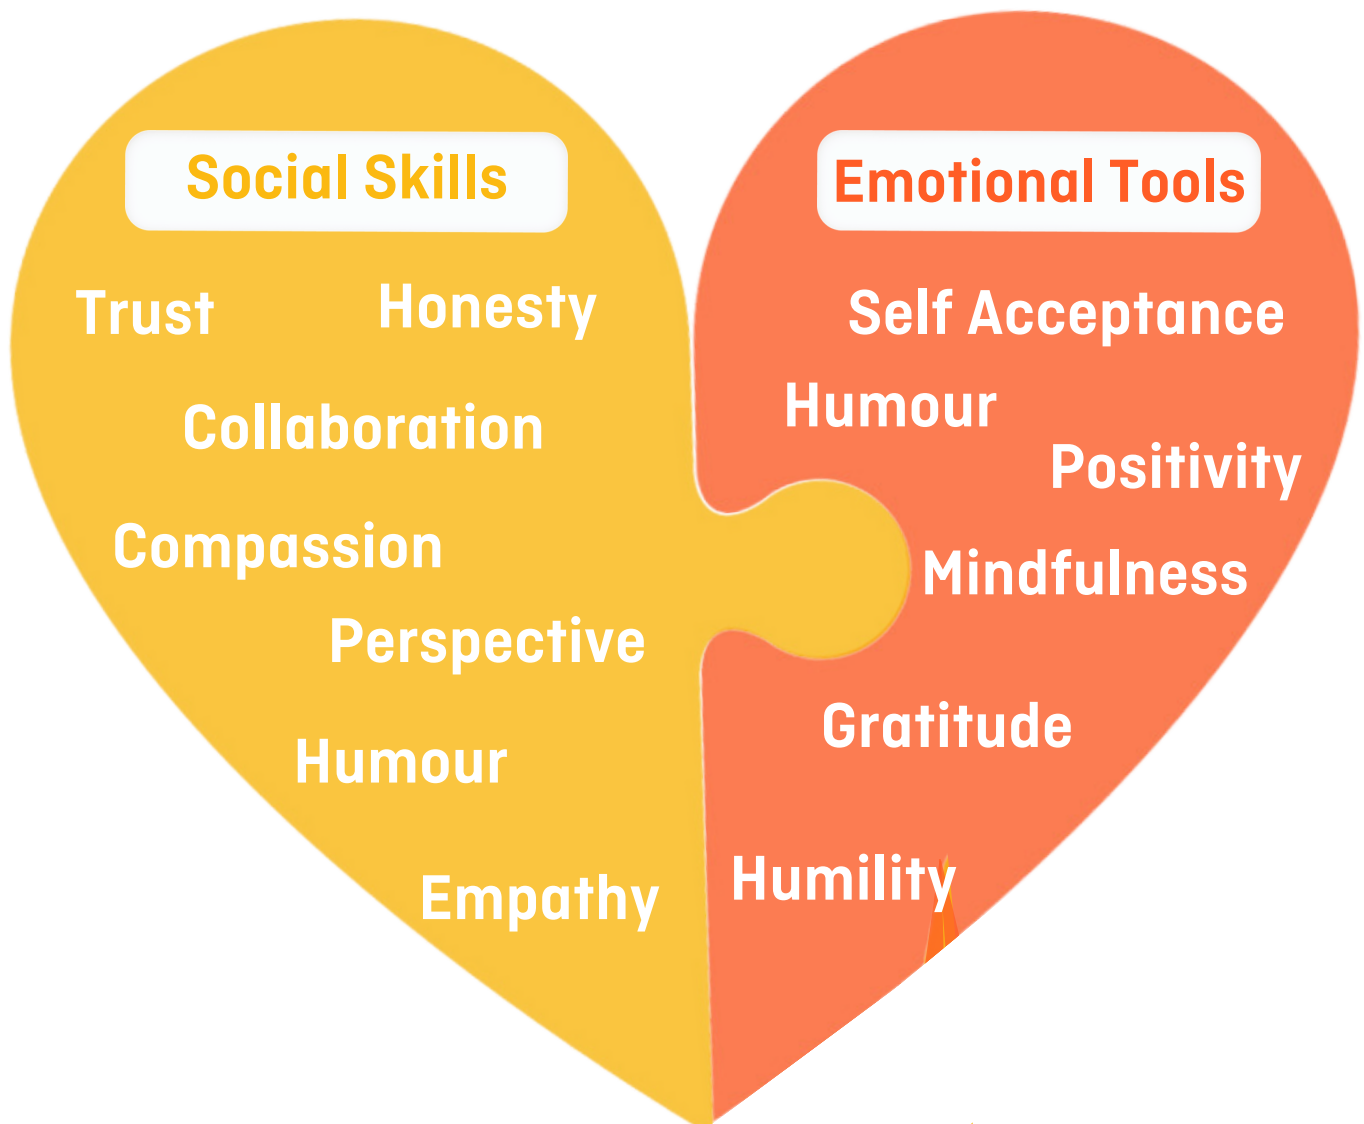 Social Skills
Trust
Honesty
Collaboration
Compassion
Perspective
Humour
Empathy
Emotional Tools
Self Acceptance
Humour
Positivity
Mindfulness
Gratitude
Humility